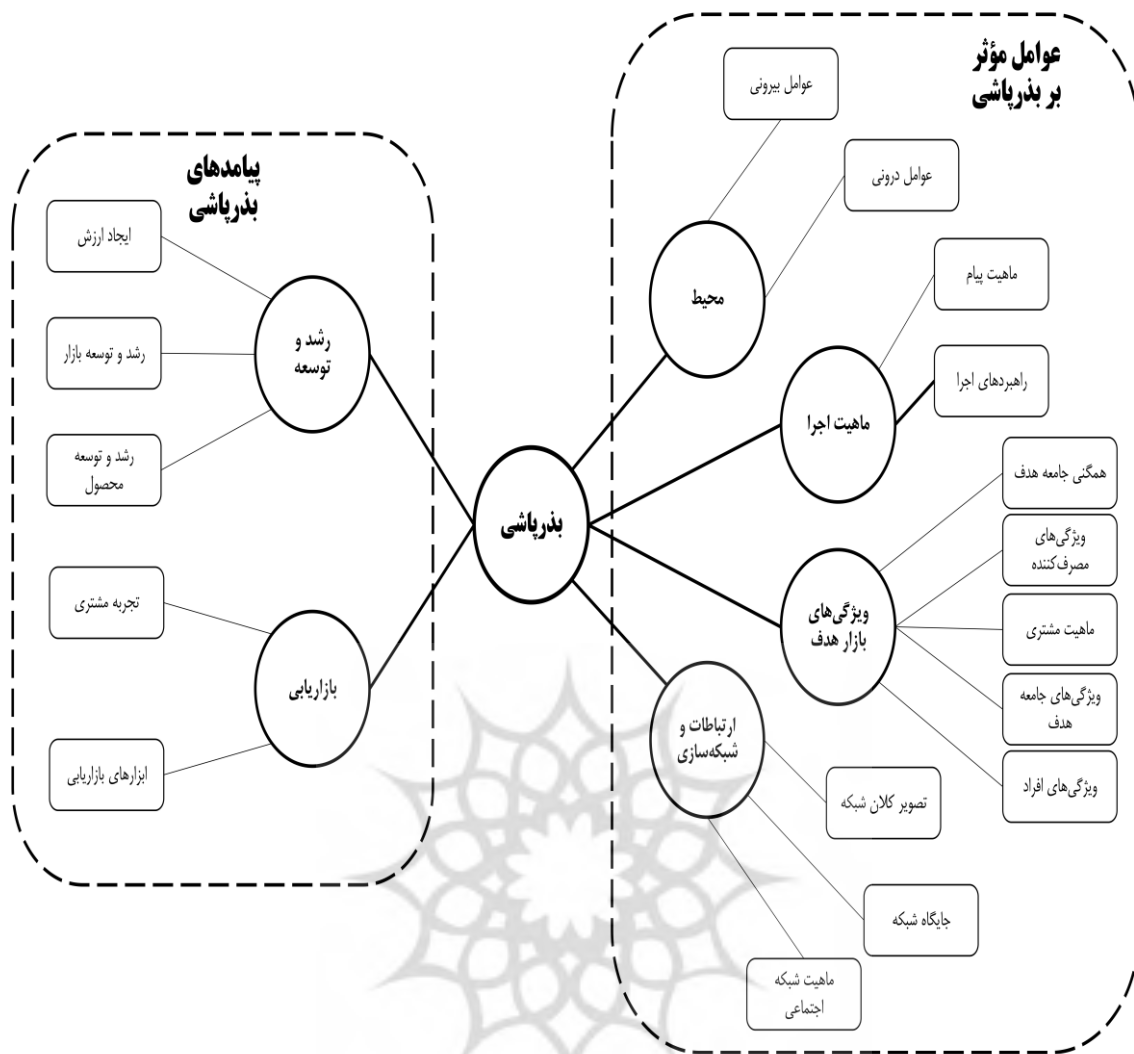 عوامل مؤثر
بر بذرپاشی
عوامل بیرونی
عوامل درونی
محیط
ماهیت پیام
راهبردهای اجرا
ماهیت اجرا
همگنی جامعه هدف
ویژگی‌های
مصرف‌کننده
ماهیت مشتری
ویژگی‌های جامعه
هدف
ویژگی‌های افراد
ویژگی‌های
بازار هدف
ارتباطات و
شبکه‌سازی
تصویر کلان شبکه
جایگاه شبکه
ماهیت شبکه
اجتماعی
بذرپاشی
پیامدهای
بذرپاشی
رشد و
توسعه
ایجاد ارزش
رشد و توسعه بازار
رشد و توسعه
محصول
بازاریابی
تجربه مشتری
ابزارهای بازاریابی